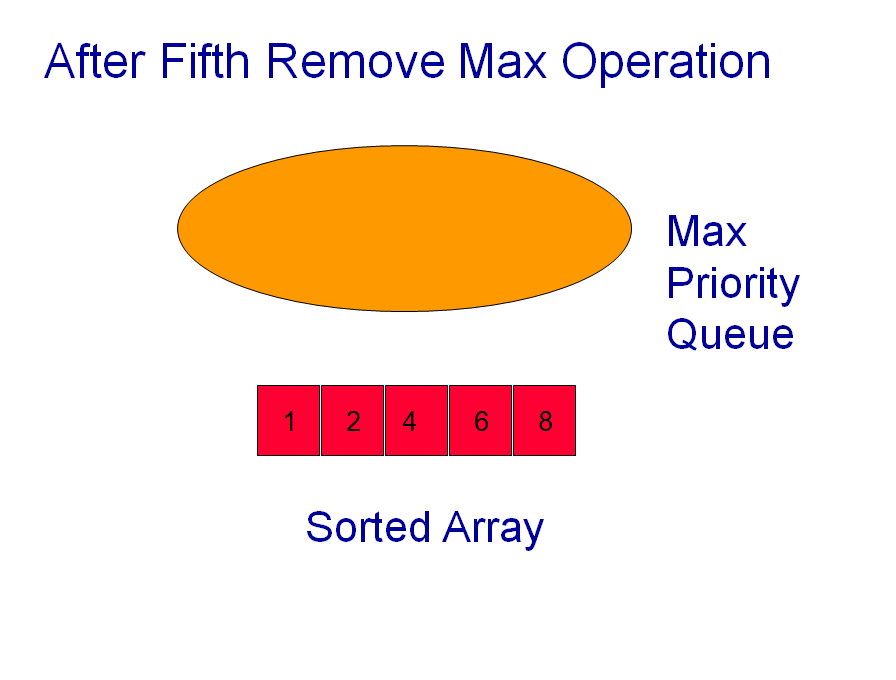 After Fifth Remove Max Operation
Max
Priority
Queue
1 2 4 6 8
Sorted Array